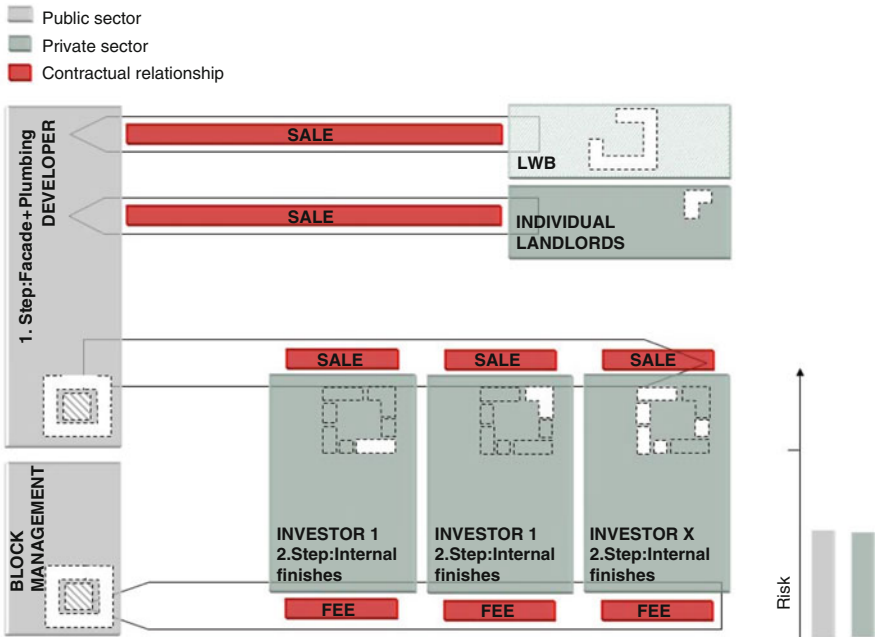 Public sector
Private sector
Contractual relationship
1. Step:Facade+Plumbing
DEVELOPER
SALE
LWB
SALE
INDIVIDUAL
LANDLORDS
SALE
SALE
SALE
INVESTOR 1
2.Step:Internal
finishes
INVESTOR 1
2.Step:Internal
finishes
INVESTOR X
2.Step:Internal
finishes
BLOCK
MANAGEMENT
FEE
FEE
FEE
Risk